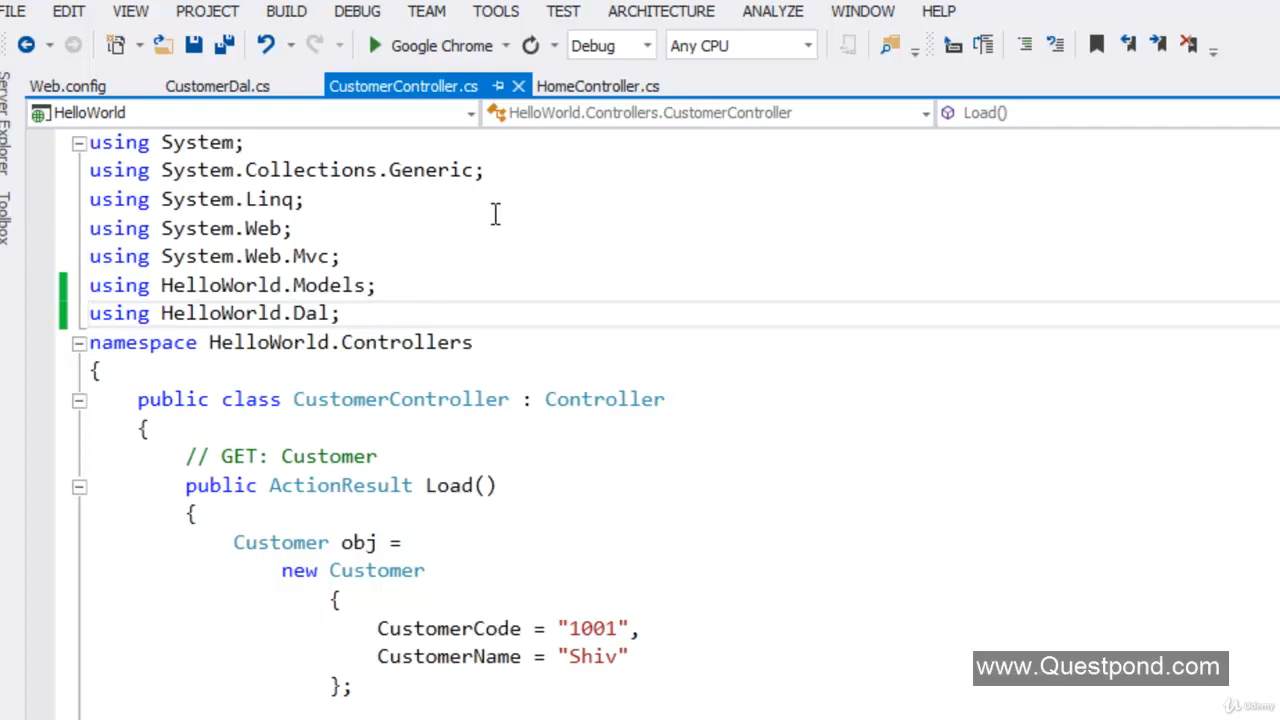 FILE EDIT VIEW PROJECT BUILD DEBUG TEAM TOOLS TEST ARCHITECTURE ANALYZE WINDOW HELP
Google Chrome Debug Any CPU
Server Explorer
Toolbox
Web.config CustomerDal.cs CustomerController.cs HomeController.cs
HelloWorld HelloWorld.Controllers.CustomerController Load()
using System;
using System.Collections.Generic;
using System.Linq;
using System.Web;
using System.Web.Mvc;
using HelloWorld.Models;
using HelloWorld.Dal;
namespace HelloWorld.Controllers
{
public class CustomerController : Controller
{
// GET: Customer
public ActionResult Load()
{
Customer obj =
new Customer
{
CustomerCode = "1001",
CustomerName = "Shiv"
};
www.Questpond.com
Udemy